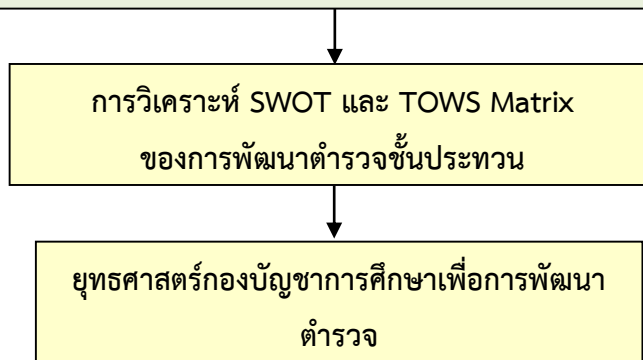 การวิเคราะห์ SWOT และ TOWS Matrix
ของการพัฒนาตำรวจชั้นประทวน
ยุทธศาสตร์กองบัญชาการศึกษาเพื่อการพัฒนา
ตำรวจ